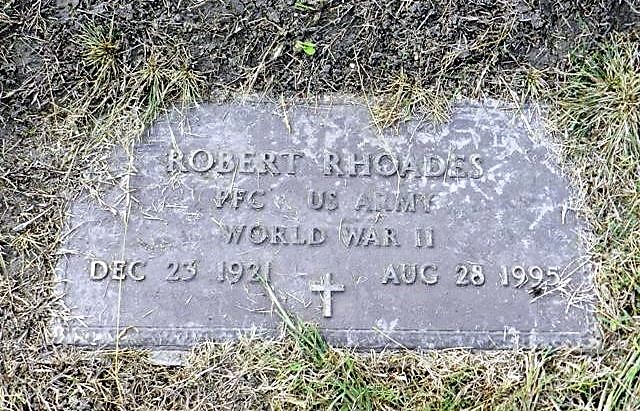 ROBERT RHOADES
PFC US ARMY
WORLD WAR II
DEC 23 1921 AUG 28 1995